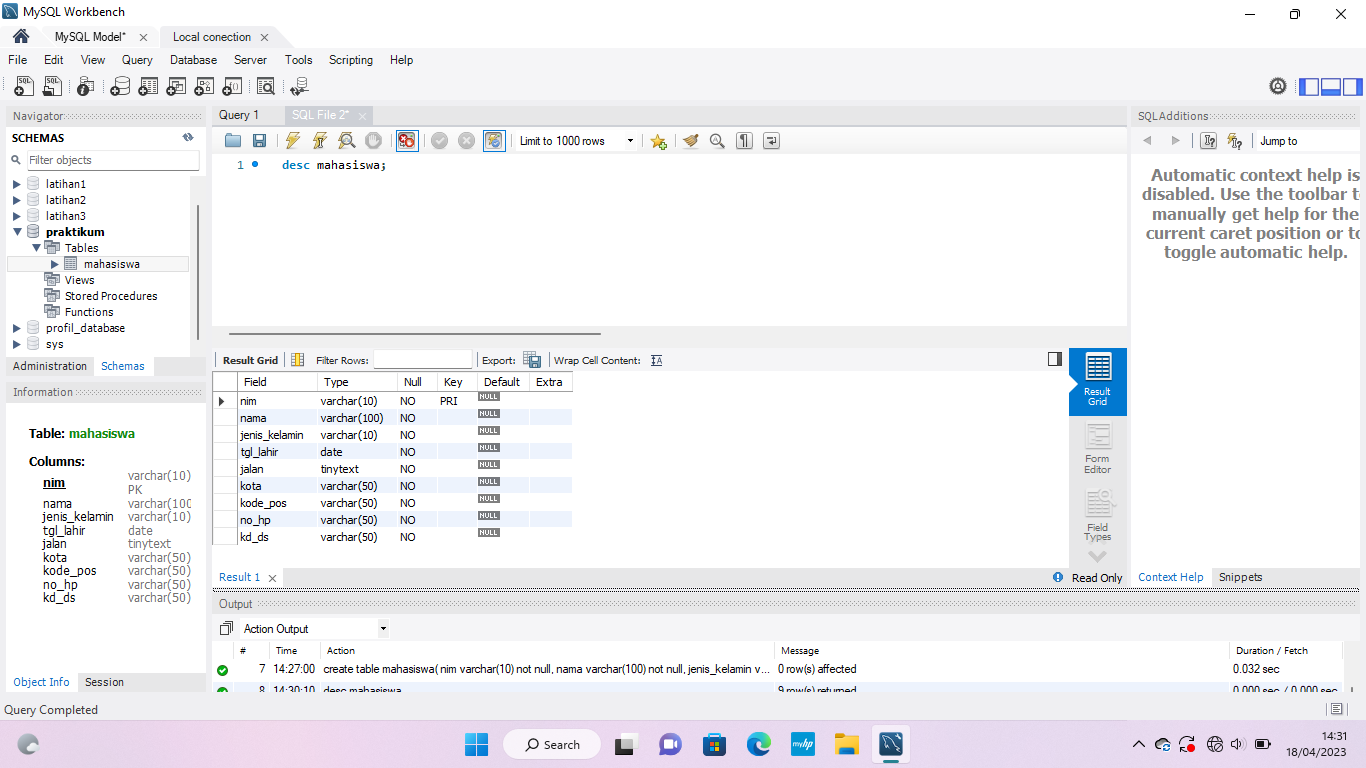 MySQL Workbench
MySQL Model* Local conection
File Edit View Query Database Server Tools Scripting Help
Navigator
SCHEMAS
Filter objects
latihan1
latihan2
latihan3
praktikum
Tables
mahasiswa
Views
Stored Procedures
Functions
profil_database
sys
Administration Schemas
Information
Table: mahasiswa
Columns:
nim varchar(10)
PK
nama varchar(100
jenis_kelamin varchar(10)
tgl_lahir date
jalan tinytext
kota varchar(50)
kode_pos varchar(50)
no_hp varchar(50)
kd_ds varchar(50)
Object Info Session
Query 1 SQL File 2*
Limit to 1000 rows
1 desc mahasiswa;
Result Grid Filter Rows: Export: Wrap Cell Content:
Field Type Null Key Default Extra
nim varchar(10) NO PRI NULL
nama varchar(100) NO NULL
jenis_kelamin varchar(10) NO NULL
tgl_lahir date NO NULL
jalan tinytext NO NULL
kota varchar(50) NO NULL
kode_pos varchar(50) NO NULL
no_hp varchar(50) NO NULL
kd_ds varchar(50) NO NULL
Result
Grid
Form
Editor
Field
Types
Result 1 Read Only
SQLAdditions
Jump to
Automatic context help is
disabled. Use the toolbar t
manually get help for the
current caret position or to
toggle automatic help.
Context Help Snippets
Output
Action Output
# Time Action Message Duration / Fetch
7 14:27:00 create table mahasiswa( nim varchar(10) not null, nama varchar(100) not null, jenis_kelamin v... 0 row(s) affected 0.032 sec
8 14:30:10 desc mahasiswa 9 row(s) returned 0.000 sec / 0.000 sec
Query Completed
Search
myhp
14:31
18/04/2023